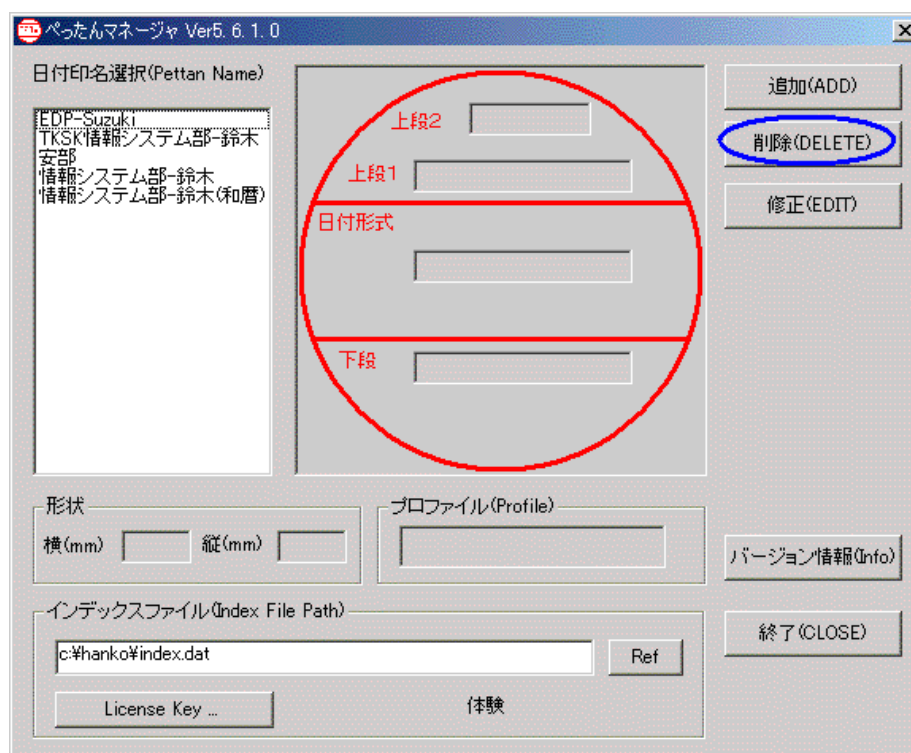 ぺったんマネージャ Ver5. 6. 1. 0
日付印名選択(Pettan Name)
EDP-Suzuki
TKSK情報システム部-鈴木
安部
情報システム部-鈴木
情報システム部-鈴木(和暦)
上段2
上段1
日付形式
下段
追加(ADD)
削除(DELETE)
修正(EDIT)
形状
横(mm)
縦(mm)
プロファイル(Profile)
バージョン情報(Info)
インデックスファイル(Index File Path)
c:¥hanko¥index.dat
Ref
License Key ...
体験
終了(CLOSE)